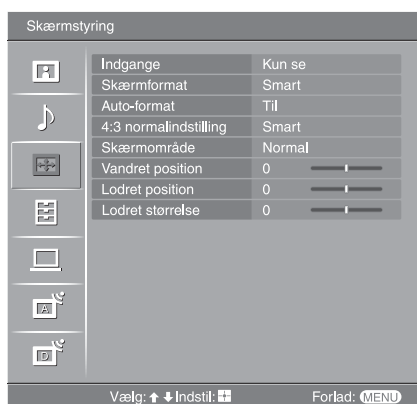 Skærmstyring
Indgange Kun se
Skærmformat Smart
Auto-format Til
4:3 normalindstilling Smart
Skærmområde Normal
Vandret position 0
Lodret position 0
Lodret størrelse 0
A
D
Vælg: Indstil: Forlad: MENU